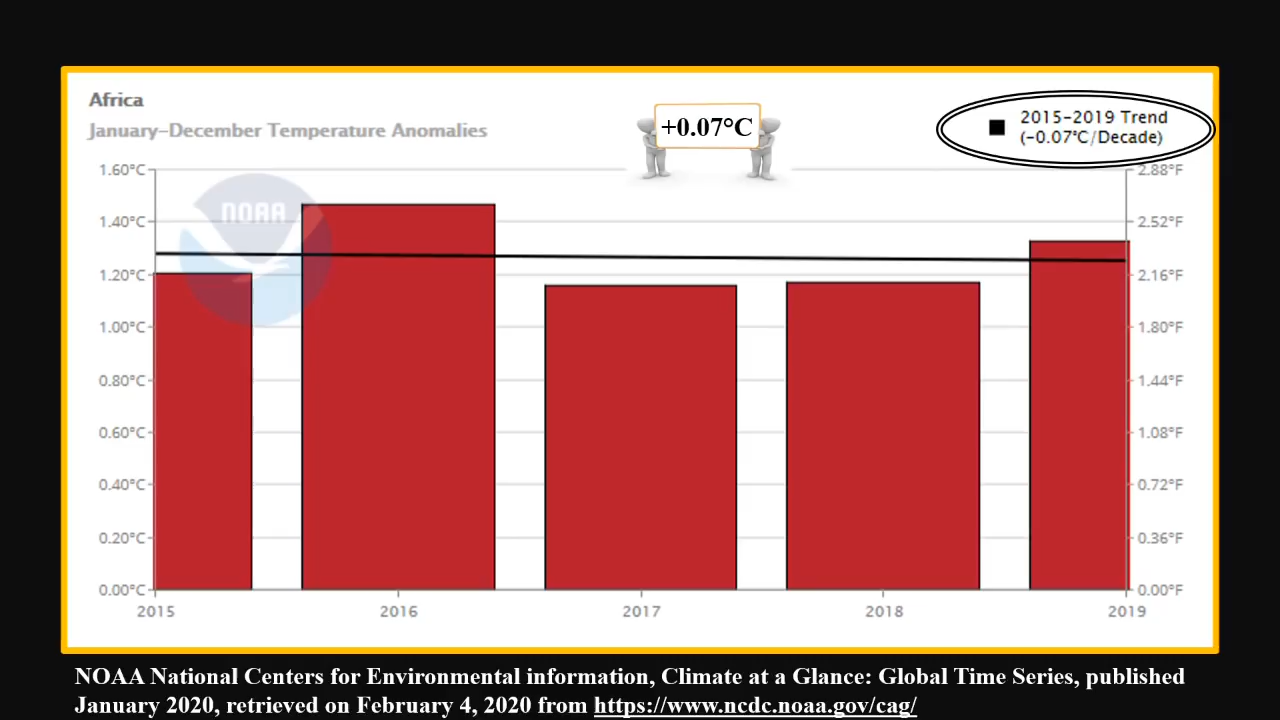 Africa
January-December Temperature Anomalies
+0.07°C
2015-2019 Trend
(-0.07°C/Decade)
1.60°C
2.88°F
NOAA
1.40°C
2.52°F
1.20°C
2.16°F
1.00°C
1.80°F
0.80°C
1.44°F
0.60°C
1.08°F
0.40°C
0.72°F
0.20°C
0.36°F
0.00°C
0.00°F
2015
2016
2017
2018
2019
NOAA National Centers for Environmental information, Climate at a Glance: Global Time Series, published
January 2020, retrieved on February 4, 2020 from https://www.ncdc.noaa.gov/cag/